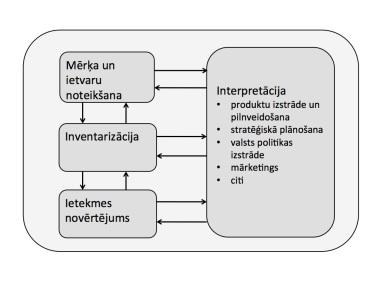 Mērķa un
ietvaru
noteikšana
Inventarizācija
Ietekmes
novērtējums
Interpretācija
• produktu izstrāde un
pilnveidošana
• stratēģiskā plānošana
• valsts politikas
izstrāde
• mārketings
• citi